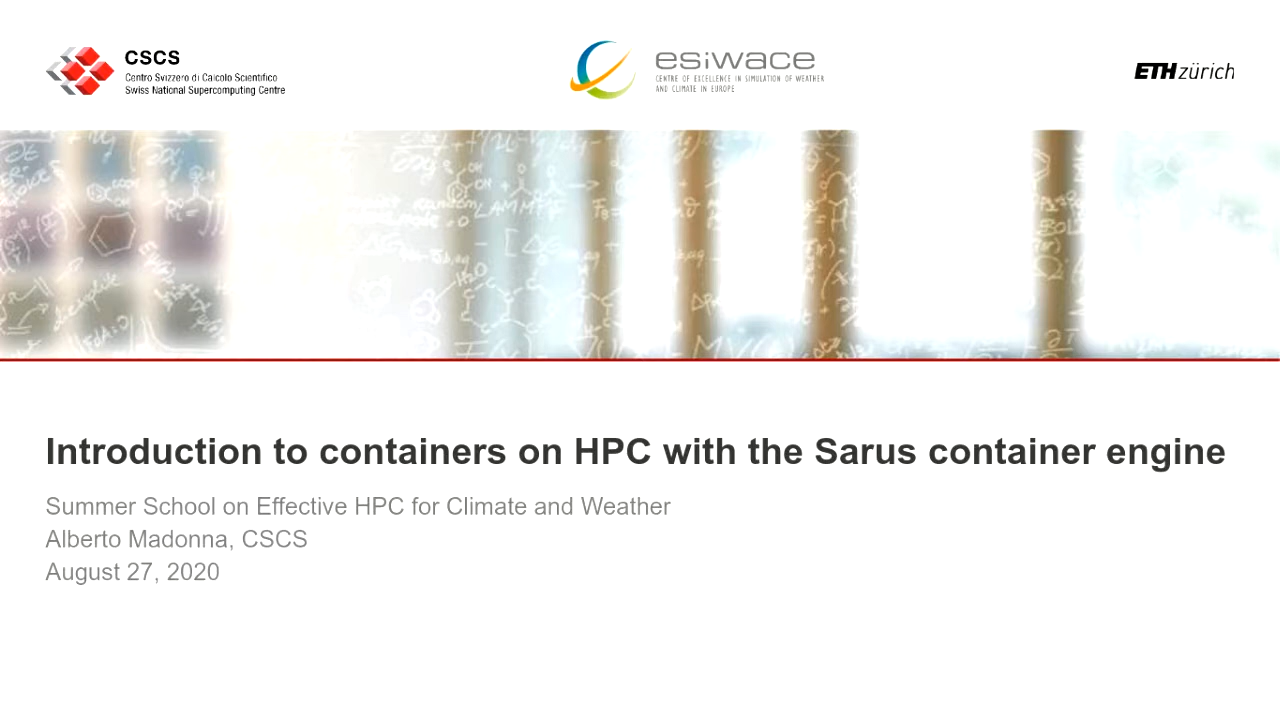 CSCS
Centro Svizzero di Calcolo Scientifico
Swiss National Supercomputing Centre
esiwace
CENTRE OF EXCELLENCE IN SIMULATION OF WEATHER
AND CLIMATE IN EUROPE
ETH zürich
Introduction to containers on HPC with the Sarus container engine
Summer School on Effective HPC for Climate and Weather
Alberto Madonna, CSCS
August 27, 2020